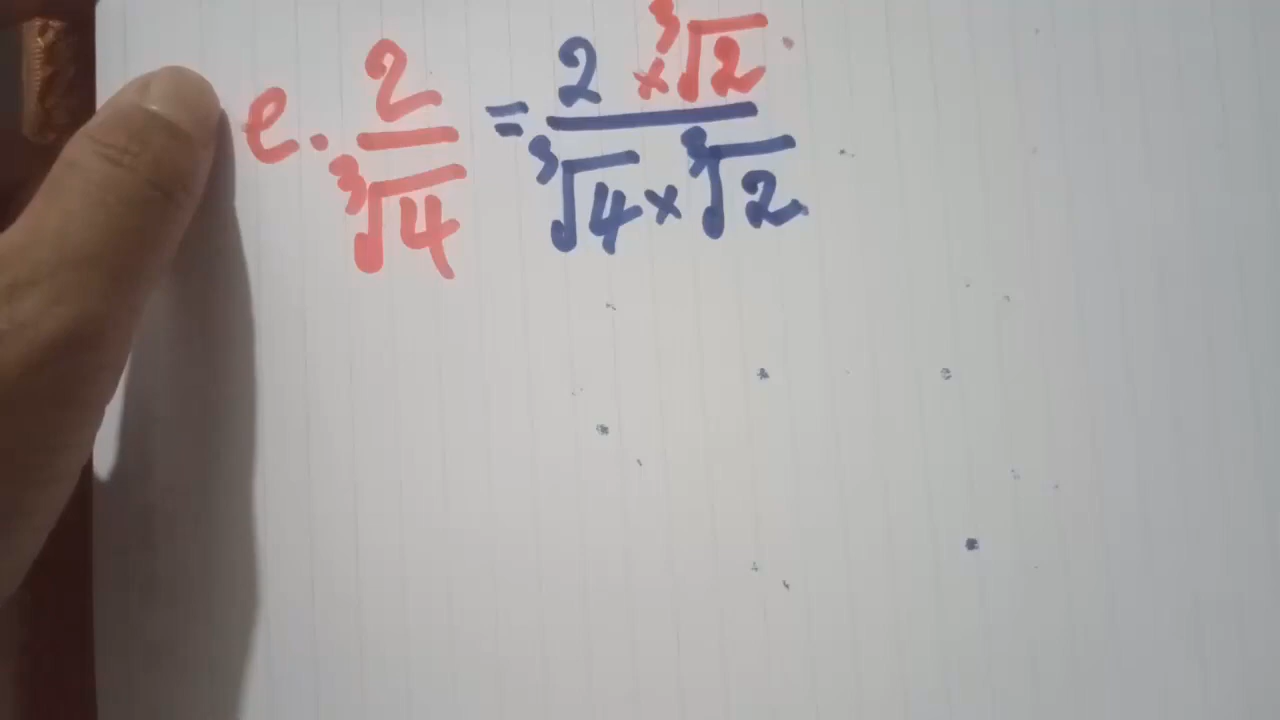 e. 2/∛4 = 2 × ∛2 / ∛4 × ∛2